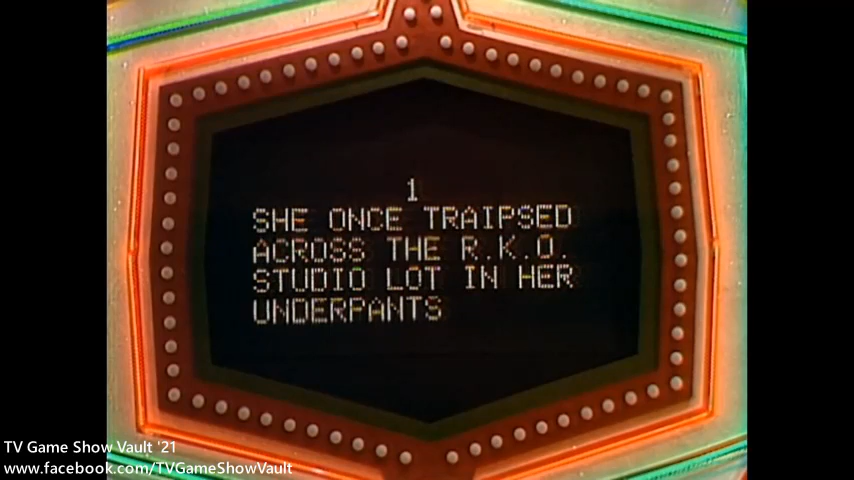 1
SHE ONCE TRAIPSED
ACROSS THE R.K.O.
STUDIO LOT IN HER
UNDERPANTS
TV Game Show Vault '21
www.facebook.com/TVGameShowVault